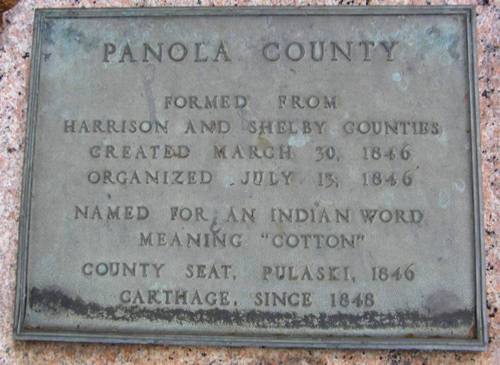 PANOLA COUNTY
FORMED FROM
HARRISON AND SHELBY COUNTIES
CREATED MARCH 30, 1846
ORGANIZED JULY 13, 1846
NAMED FOR AN INDIAN WORD
MEANING "COTTON"
COUNTY SEAT, PULASKI, 1846
CARTHAGE, SINCE 1848